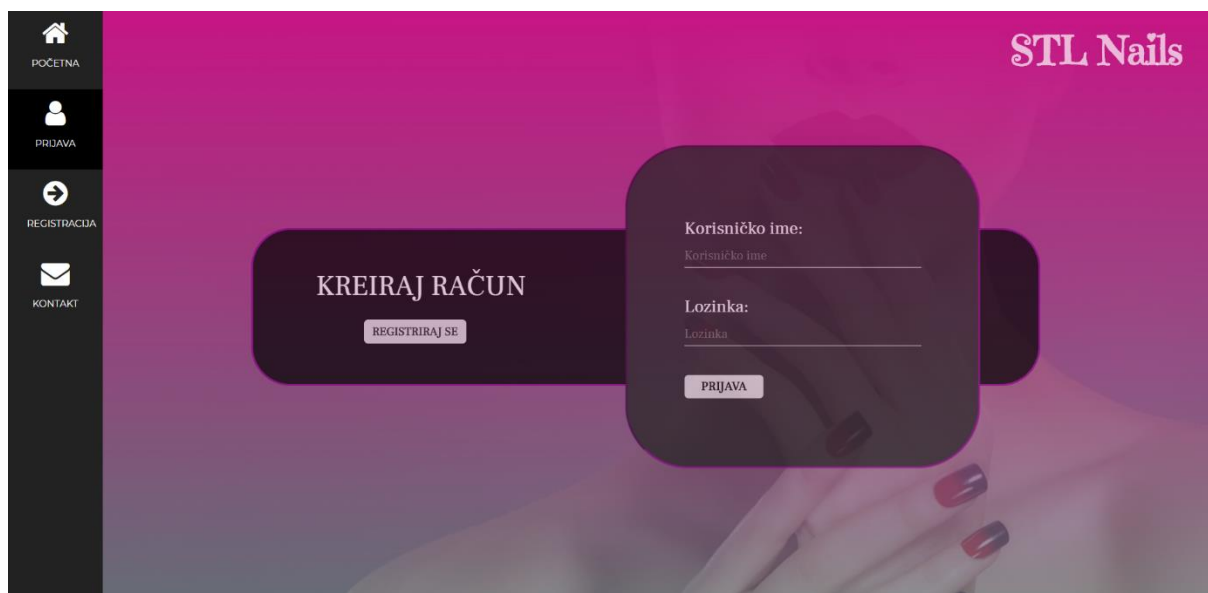 POČETNA
PRIJAVA
REGISTRACIJA
KONTAKT
STL Nails
KREIRAJ RAČUN
REGISTRIRAJ SE
Korisničko ime:
Korisničko ime
Lozinka:
Lozinka
PRIJAVA